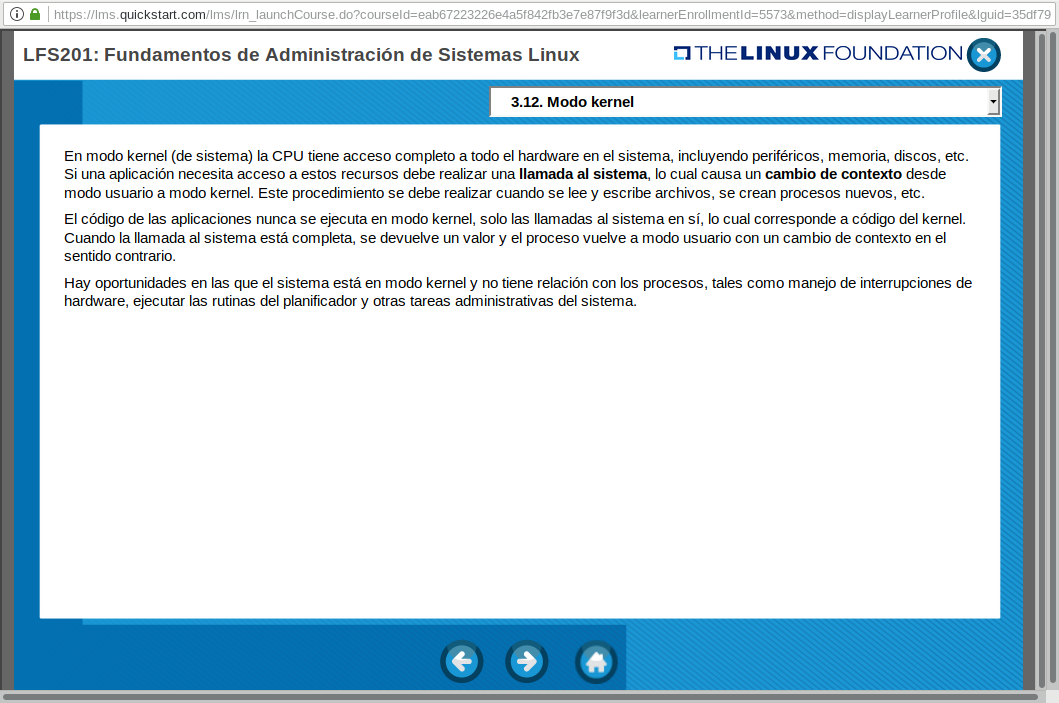 https://lms.quickstart.com/lms/lrn_launchCourse.do?courseId=eab67223226e4a5f842fb3e7e87f9f3d&learnerEnrollmentId=5573&method=displayLearnerProfile&lguid=35df79
LFS201: Fundamentos de Administración de Sistemas Linux
THE LINUX FOUNDATION
3.12. Modo kernel
En modo kernel (de sistema) la CPU tiene acceso completo a todo el hardware en el sistema, incluyendo periféricos, memoria, discos, etc.
Si una aplicación necesita acceso a estos recursos debe realizar una llamada al sistema, lo cual causa un cambio de contexto desde
modo usuario a modo kernel. Este procedimiento se debe realizar cuando se lee y escribe archivos, se crean procesos nuevos, etc.
El código de las aplicaciones nunca se ejecuta en modo kernel, solo las llamadas al sistema en sí, lo cual corresponde a código del kernel.
Cuando la llamada al sistema está completa, se devuelve un valor y el proceso vuelve a modo usuario con un cambio de contexto en el
sentido contrario.
Hay oportunidades en las que el sistema está en modo kernel y no tiene relación con los procesos, tales como manejo de interrupciones de
hardware, ejecutar las rutinas del planificador y otras tareas administrativas del sistema.